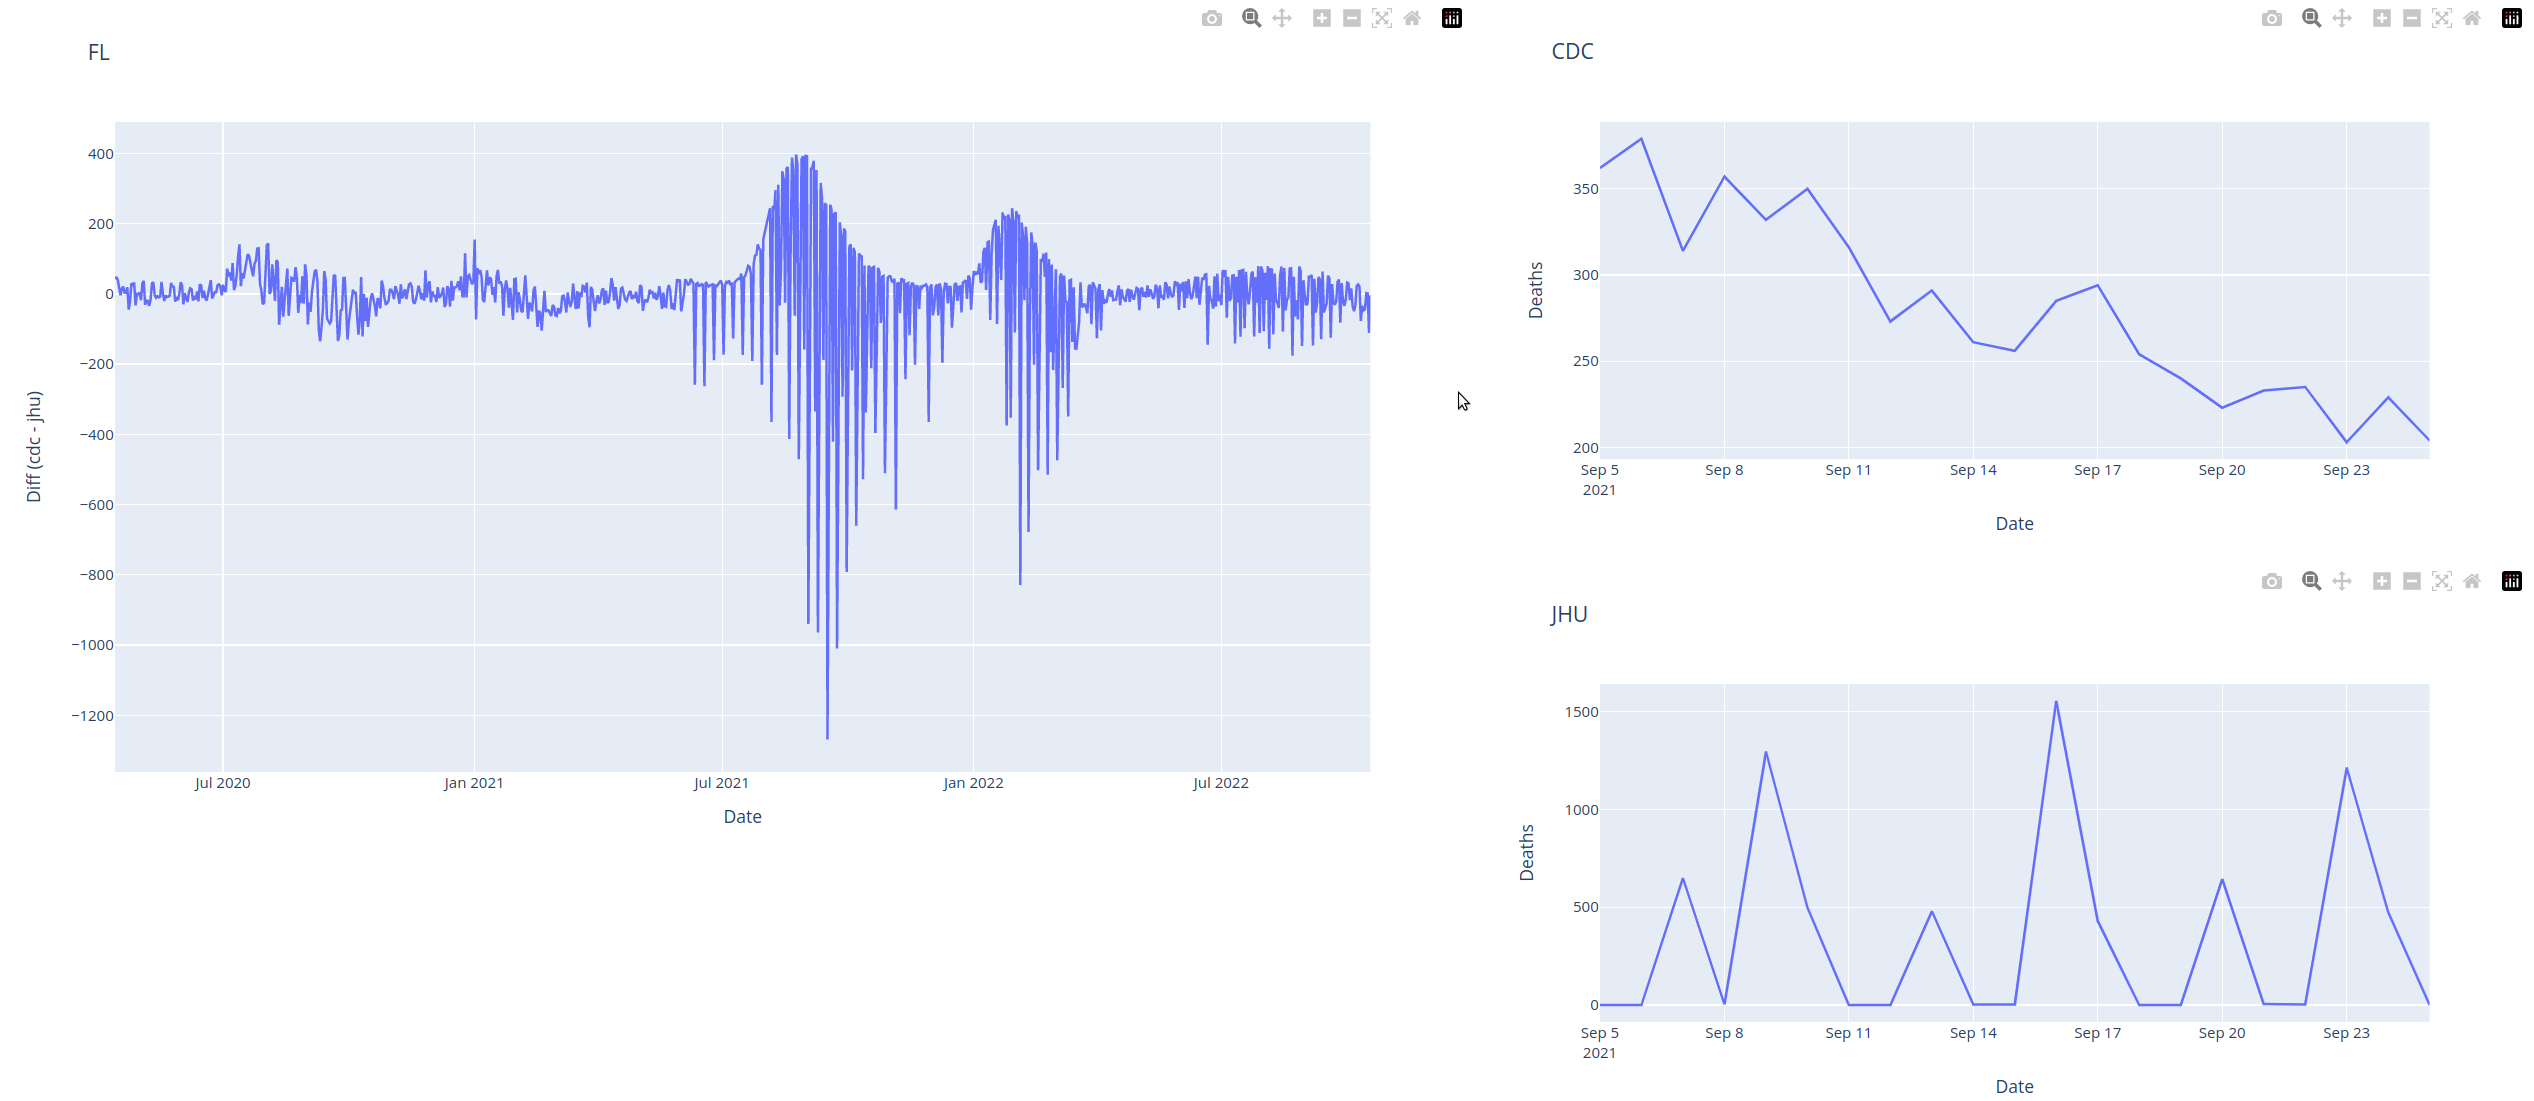 FL
400
200
0
−200
−400
−600
−800
−1000
−1200
Diff (cdc - jhu)
Jul 2020 Jan 2021 Jul 2021 Jan 2022 Jul 2022
Date
CDC
350
300
250
200
Deaths
Sep 5 Sep 8 Sep 11 Sep 14 Sep 17 Sep 20 Sep 23
2021
Date
JHU
1500
1000
500
0
Deaths
Sep 5 Sep 8 Sep 11 Sep 14 Sep 17 Sep 20 Sep 23
2021
Date